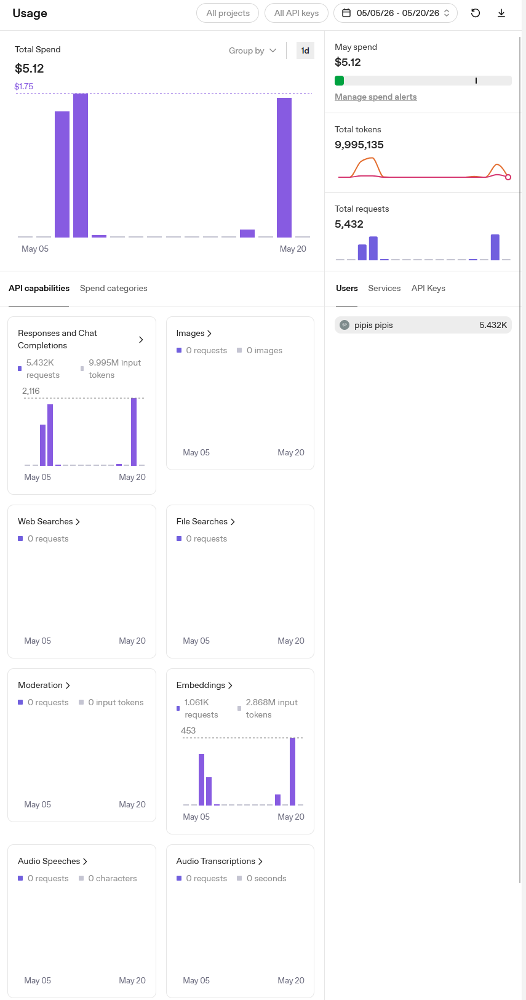 Usage
All projects
All API keys
05/05/26 - 05/20/26
Total Spend
Group by
1d
$5.12
$1.75
May 05
May 20
May spend
$5.12
Manage spend alerts
Total tokens
9,995,135
Total requests
5,432
API capabilities
Spend categories
Users
Services
API Keys
SP
pipis pipis
5.432K
Responses and Chat
Completions
5.432K
requests
9.995M input
tokens
2,116
May 05
May 20
Images
0 requests
0 images
May 05
May 20
Web Searches
0 requests
May 05
May 20
File Searches
0 requests
May 05
May 20
Moderation
0 requests
0 input tokens
May 05
May 20
Embeddings
1.061K
requests
2.868M input
tokens
453
May 05
May 20
Audio Speeches
0 requests
0 characters
May 05
May 20
Audio Transcriptions
0 requests
0 seconds
May 05
May 20